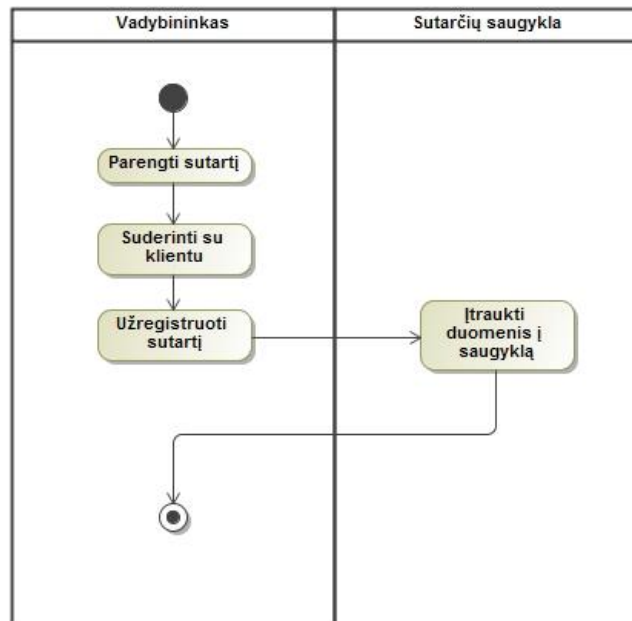 Vadybininkas
Sutarčių saugykla
Parengti sutartį
Suderinti su
klientu
Užregistruoti
sutartį
Įtraukti
duomenis į
saugyklą